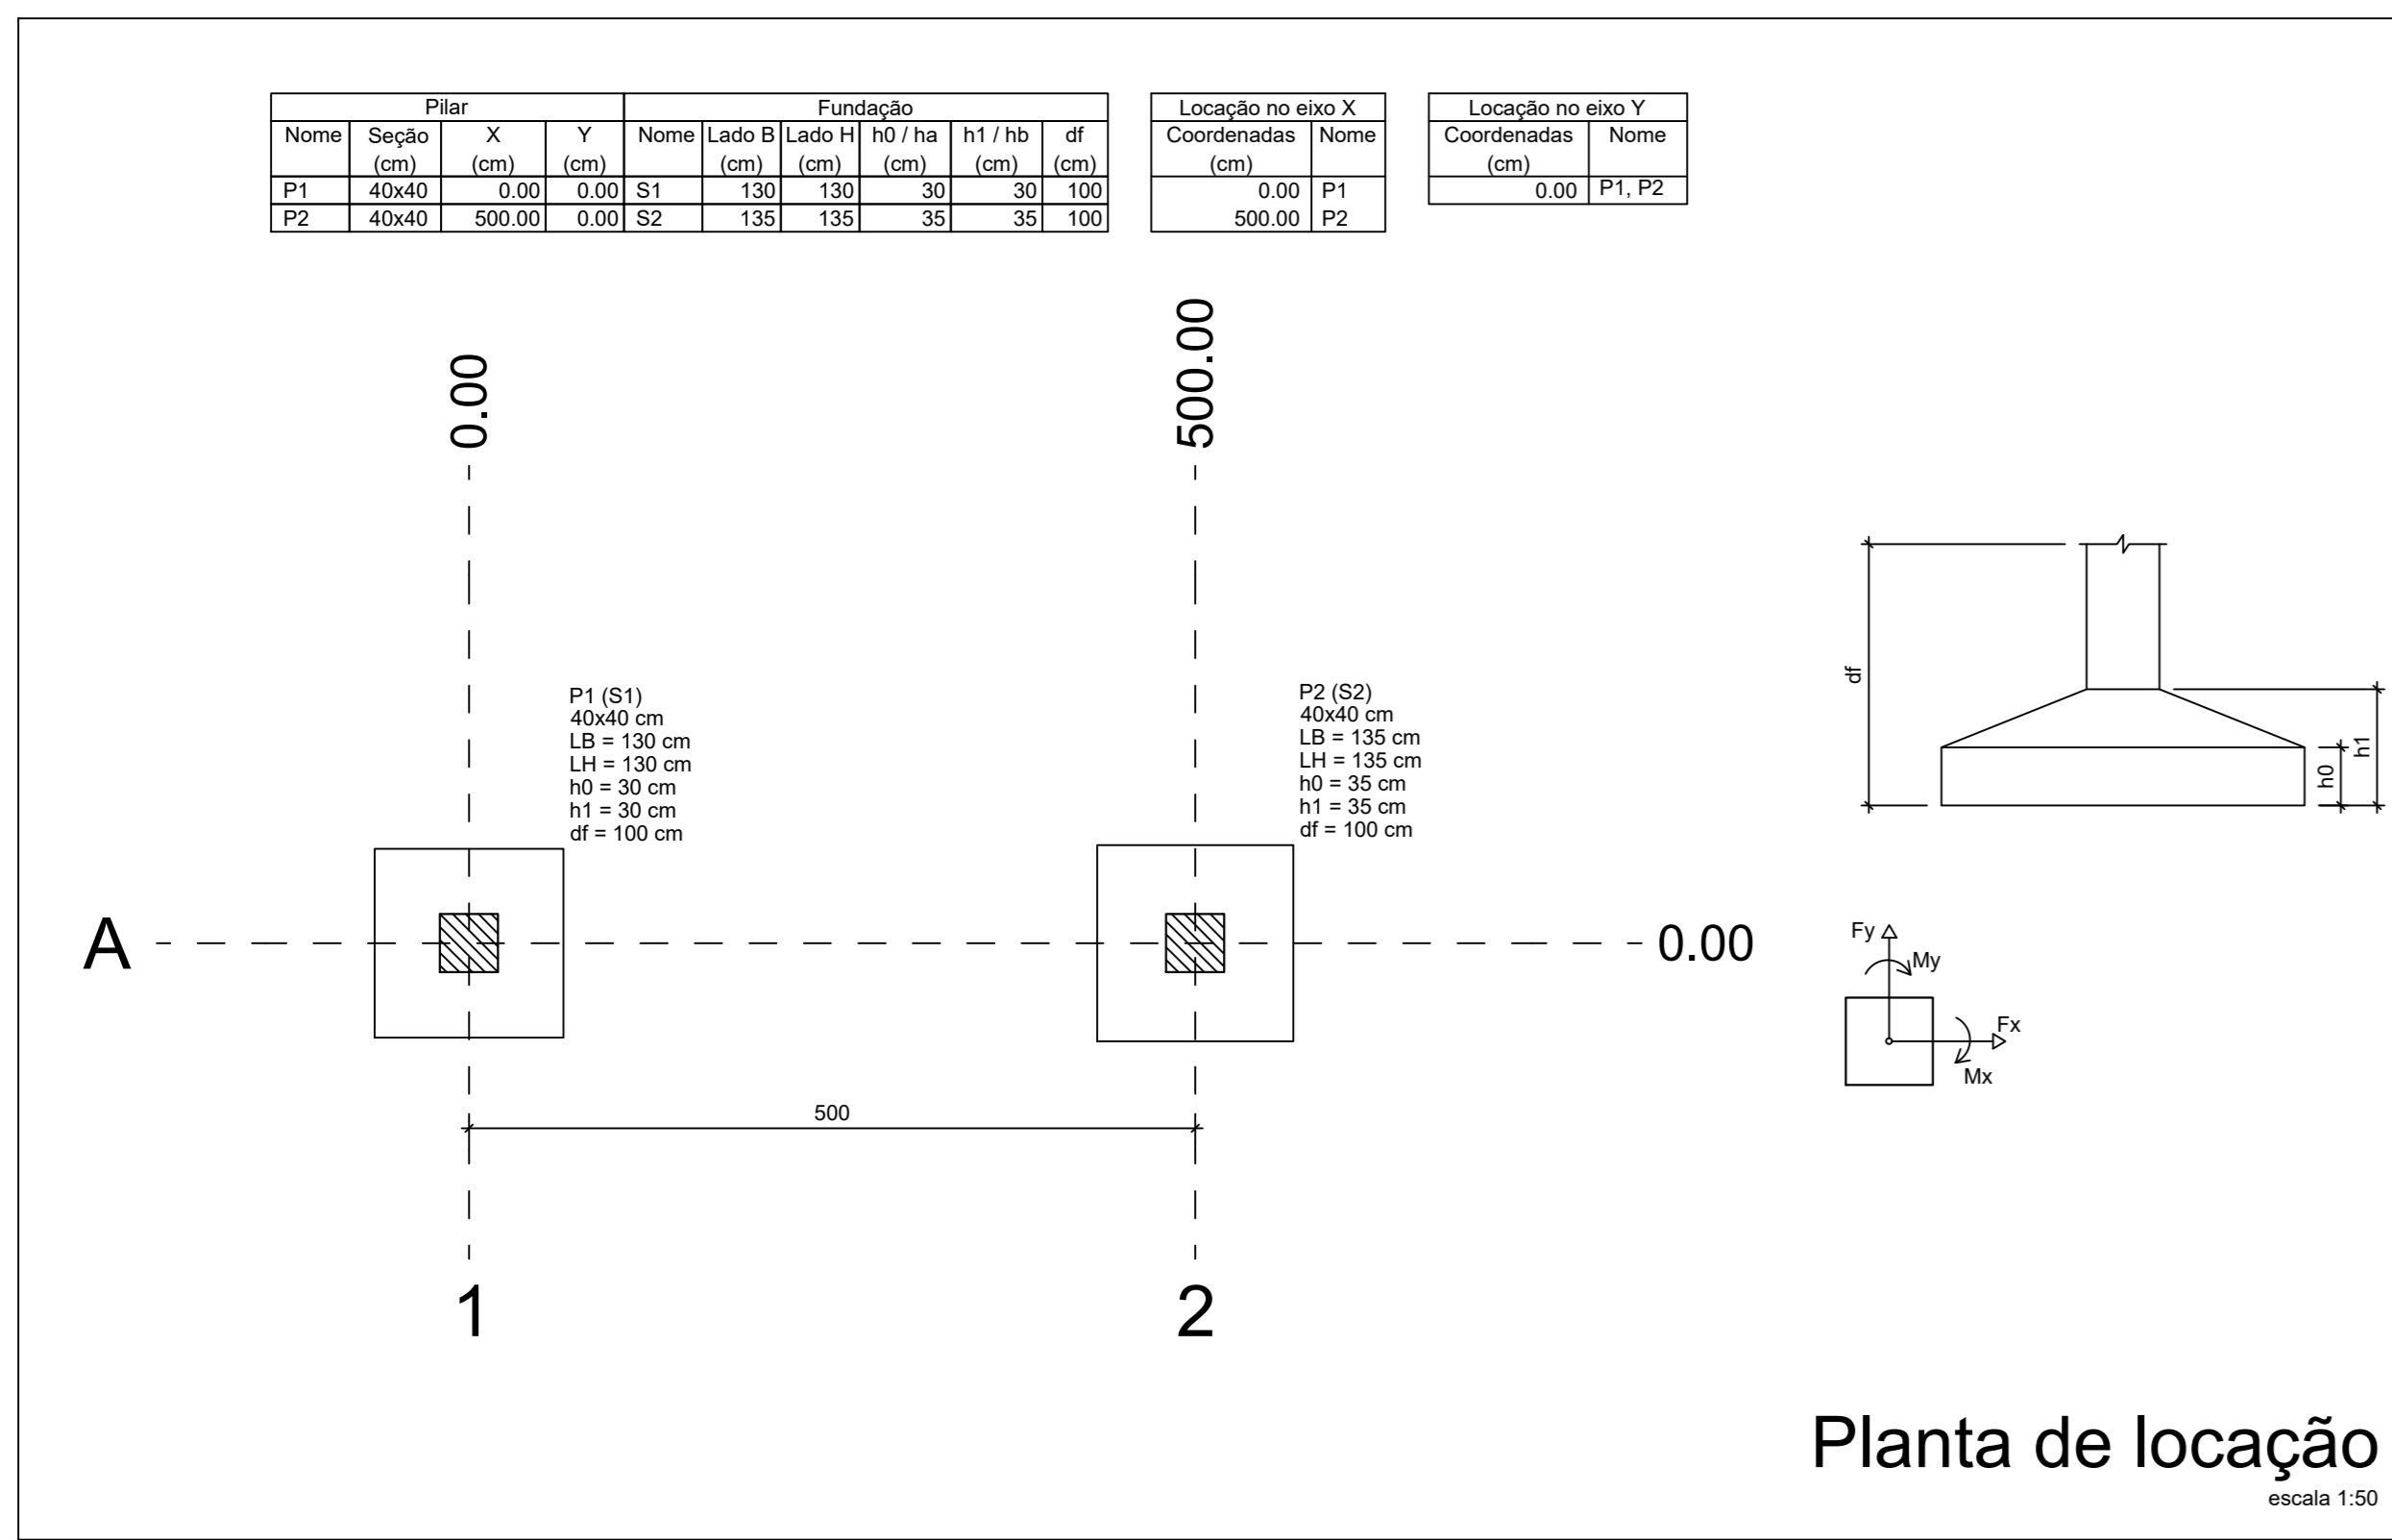 Pilar Fundação
Nome Seção X Y Nome Lado B Lado H h0 / ha h1 / hb df
(cm) (cm) (cm) (cm) (cm) (cm) (cm) (cm)
P1 40x40 0.00 0.00 S1 130 130 30 30 100
P2 40x40 500.00 0.00 S2 135 135 35 35 100
Locação no eixo X
Coordenadas Nome
(cm)
0.00 P1
500.00 P2
Locação no eixo Y
Coordenadas Nome
(cm)
0.00 P1, P2
0.00
500.00
P1 (S1)
40x40 cm
LB = 130 cm
LH = 130 cm
h0 = 30 cm
h1 = 30 cm
df = 100 cm
P2 (S2)
40x40 cm
LB = 135 cm
LH = 135 cm
h0 = 35 cm
h1 = 35 cm
df = 100 cm
df
h0
h1
A
0.00
Fy
My
Fx
Mx
500
1
2
Planta de locação
escala 1:50